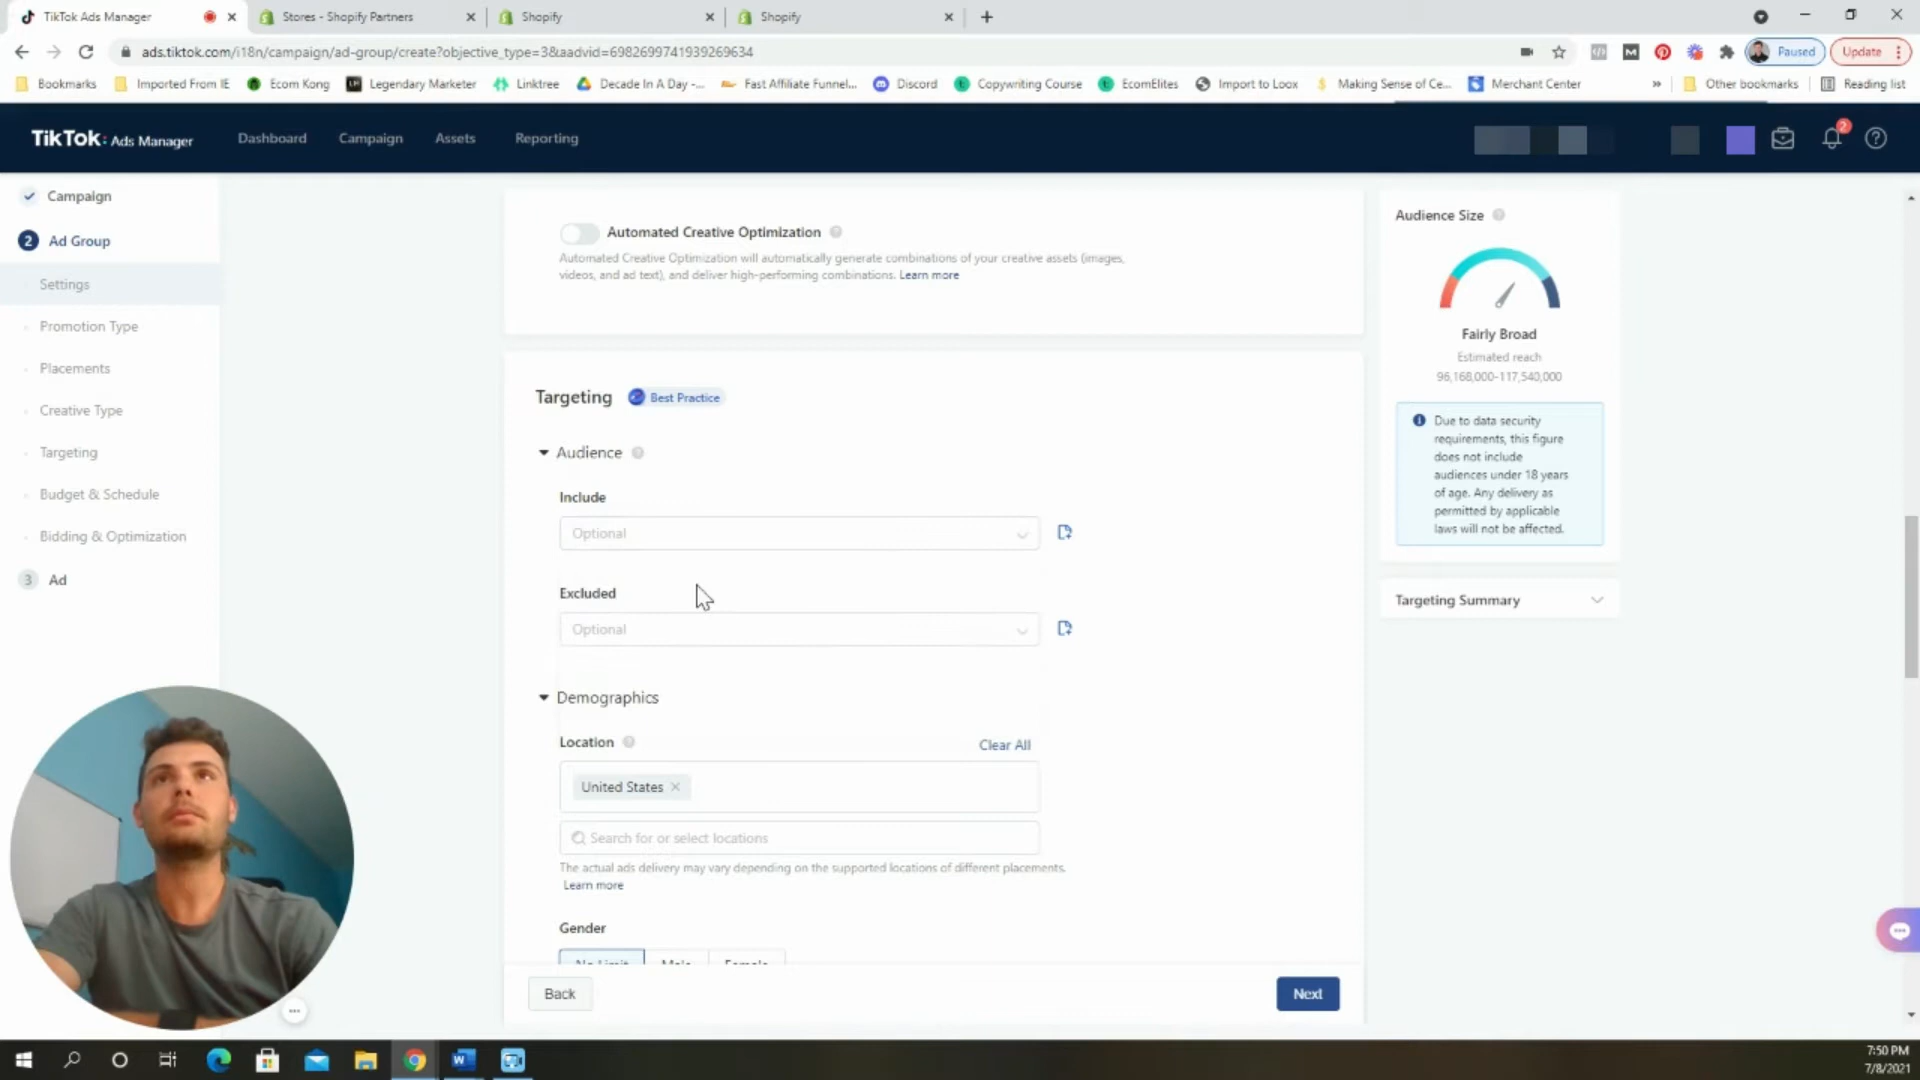 TikTok Ads Manager
Stores - Shopify Partners
Shopify
Shopify
ads.tiktok.com/i18n/campaign/ad-group/create?objective_type=3&aadvid=6982699741939269634
Paused
Update
Bookmarks
Imported From IE
Ecom Kong
Legendary Marketer
Linktree
Decade In A Day -...
Fast Affiliate Funnel...
Discord
Copywriting Course
EcomElites
Import to Loox
Making Sense of Ce...
Merchant Center
»
Other bookmarks
Reading list
TikTok: Ads Manager
Dashboard
Campaign
Assets
Reporting
2
Campaign
2 Ad Group
Settings
Promotion Type
Placements
Creative Type
Targeting
Budget & Schedule
Bidding & Optimization
3 Ad
Automated Creative Optimization
Automated Creative Optimization will automatically generate combinations of your creative assets (images,
videos, and ad text), and deliver high-performing combinations. Learn more
Targeting
Best Practice
Audience
Include
Optional
Excluded
Optional
Demographics
Location
Clear All
United States
Search for or select locations
The actual ads delivery may vary depending on the supported locations of different placements.
Learn more
Gender
No Limit
Male
Female
Back
Next
Audience Size
Fairly Broad
Estimated reach
96,168,000-117,540,000
Due to data security
requirements, this figure
does not include
audiences under 18 years
of age. Any delivery as
permitted by applicable
laws will not be affected.
Targeting Summary
7:50 PM
7/8/2021